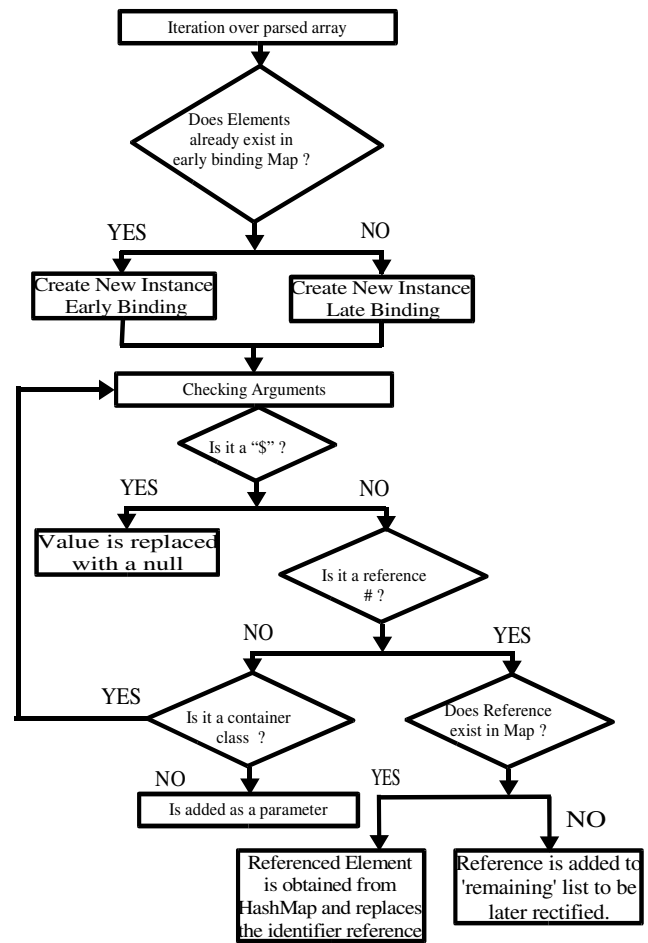 Iteration over parsed array
Does Elements
already exist in
early binding Map ?
YES
NO
Create New Instance
Early Binding
Create New Instance
Late Binding
Checking Arguments
Is it a “$” ?
YES
NO
Value is replaced
with a null
Is it a reference
# ?
NO
YES
YES
Is it a container
class ?
Does Reference
exist in Map ?
NO
YES
Is added as a parameter
NO
Referenced Element
is obtained from
HashMap and replaces
the identifier reference
Reference is added to
'remaining' list to be
later rectified.